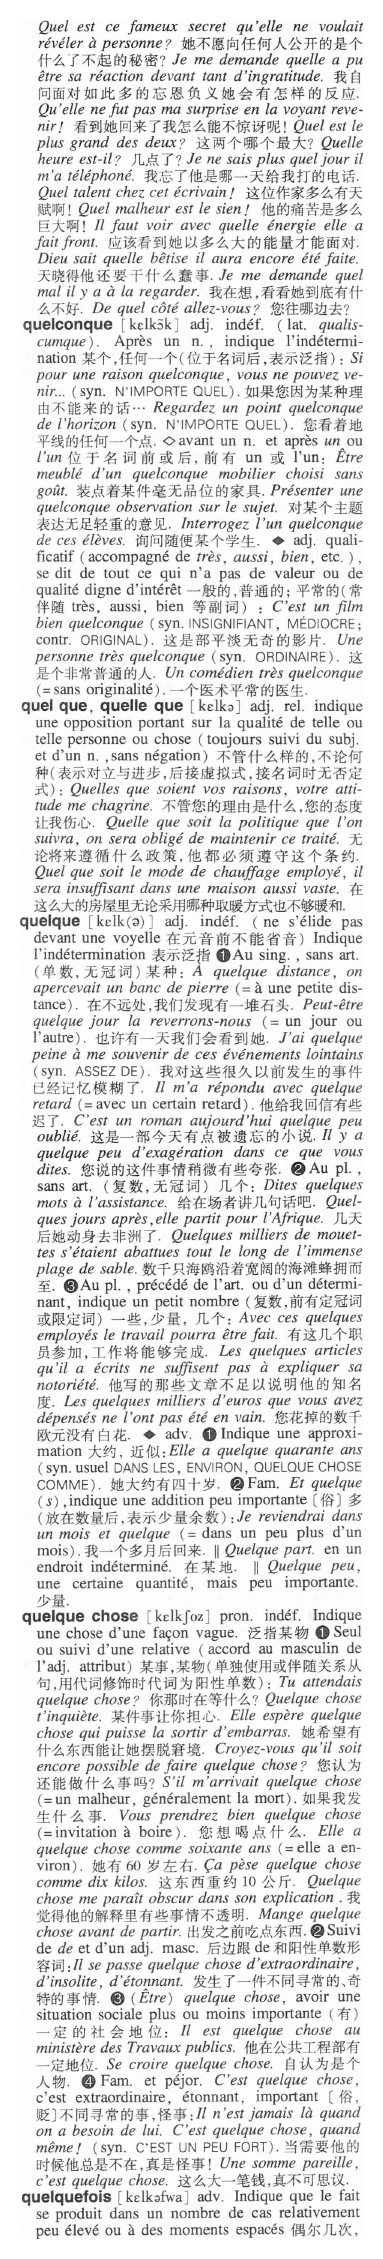 Quel est ce fameux secret qu'elle ne voulait
révéler à personne? 她不愿向任何人公开的是个
什么了不起的秘密? Je me demande quelle a pu
être sa réaction devant tant d'ingratitude. 我自
问面对如此多的忘恩负义她会有怎样的反应.
Qu'elle ne fut pas ma surprise en la voyant reve-
nir! 看到她回来了我怎么能不惊讶呢! Quel est le
plus grand des deux? 这两个哪个最大? Quelle
heure est-il? 几点了? Je ne sais plus quel jour il
m'a téléphoné. 我忘了他是哪一天给我打的电话.
Quel talent chez cet écrivain! 这位作家多么有天
赋啊! Quel malheur est le sien! 他的痛苦是多么
巨大啊! Il faut voir avec quelle énergie elle a
fait front. 应该看到她以多么大的能量才能面对.
Dieu sait quelle bêtise il aura encore été faite.
天晓得他还要干什么蠢事. Je me demande quel
mal il y a à la regarder. 我在想,看看她到底有什
么不好. De quel côté allez-vous? 您往哪边去?
quelconque [kɛlkɔ̃k] adj. indéf. (lat. qualis-
cumque). Après un n., indique l'indétermi-
nation 某个,任何一个(位于名词后,表示泛指): Si
pour une raison quelconque, vous ne pouvez ve-
nir... (syn. N'IMPORTE QUEL). 如果您因为某种理
由不能来的话… Regardez un point quelconque
de l'horizon (syn. N'IMPORTE QUEL). 您看着地
平线的任何一个点. ◇avant un n. et après un ou
l'un 位于名词前或后,前有 un 或 l'un: Être
meublé d'un quelconque mobilier choisi sans
goût. 装点着某件毫无品位的家具. Présenter une
quelconque observation sur le sujet. 对某个主题
表达无足轻重的意见. Interrogez l'un quelconque
de ces élèves. 询问随便某个学生. ◆ adj. quali-
ficatif (accompagné de très, aussi, bien, etc.),
se dit de tout ce qui n'a pas de valeur ou de
qualité digne d'intérêt 一般的,普通的; 平常的(常
伴随 très, aussi, bien 等副词) : C'est un film
bien quelconque (syn. INSIGNIFIANT, MÉDIOCRE;
contr. ORIGINAL). 这是部平淡无奇的影片. Une
personne très quelconque (syn. ORDINAIRE). 这
是个非常普通的人. Un comédien très quelconque
(=sans originalité). 一个医术平常的医生.
quel que, quelle que [kɛlkə] adj. rel. indique
une opposition portant sur la qualité de telle ou
telle personne ou chose (toujours suivi du subj.
et d'un n. ,sans négation) 不管什么样的,不论何
种(表示对立与进步,后接虚拟式,接名词时无否定
式): Quelles que soient vos raisons, votre atti-
tude me chagrine. 不管您的理由是什么,您的态度
让我伤心. Quelle que soit la politique que l'on
suivra, on sera obligé de maintenir ce traité. 无
论将来遵循什么政策,他都必须遵守这个条约.
Quel que soit le mode de chauffage employé, il
sera insuffisant dans une maison aussi vaste. 在
这么大的房屋里无论采用哪种取暖方式也不够暖和.
quelque [kɛlk(ə)] adj. indéf. (ne s'élide pas
devant une voyelle 在元音前不能省音) Indique
l'indétermination 表示泛指 ❶Au sing. , sans art.
(单数,无冠词)某种: À quelque distance, on
apercevait un banc de pierre (=à une petite dis-
tance). 在不远处,我们发现有一堆石头. Peut-être
quelque jour la reverrons-nous (= un jour ou
l'autre). 也许有一天我们会看到她. J'ai quelque
peine à me souvenir de ces événements lointains
(syn. ASSEZ DE). 我对这些很久以前发生的事件
已经记忆模糊了. Il m'a répondu avec quelque
retard (=avec un certain retard). 他给我回信有些
迟了. C'est un roman aujourd'hui quelque peu
oublié. 这是一部今天有点被遗忘的小说. Il y a
quelque peu d'exagération dans ce que vous
dites. 您说的这件事情稍微有些夸张. ❷Au pl. ,
sans art. (复数,无冠词) 几个: Dites quelques
mots à l'assistance. 给在场者讲几句话吧. Quel-
ques jours après, elle partit pour l'Afrique. 几天
后她动身去非洲了. Quelques milliers de mouet-
tes s'étaient abattues tout le long de l'immense
plage de sable. 数千只海鸥沿着宽阔的海滩蜂拥而
至. ❸Au pl. , précédé de l'art. ou d'un détermi-
nant, indique un petit nombre (复数,前有定冠词
或限定词) 一些,少量, 几个: Avec ces quelques
employés le travail pourra être fait. 有这几个职
员参加,工作将能够完成. Les quelques articles
qu'il a écrits ne suffisent pas à expliquer sa
notoriété. 他写的那些文章不足以说明他的知名
度. Les quelques milliers d'euros que vous avez
dépensés ne l'ont pas été en vain. 您花掉的数千
欧元没有白花. ◆ adv. ❶Indique une approxi-
mation 大约, 近似: Elle a quelque quarante ans
(syn. usuel DANS LES, ENVIRON, QUELQUE CHOSE
COMME). 她大约有四十岁. ❷Fam. Et quelque
(s) ,indique une addition peu importante [俗] 多
(放在数量后,表示少量余数): Je reviendrai dans
un mois et quelque (= dans un peu plus d'un
mois). 我一个多月后回来. ‖ Quelque part. en un
endroit indéterminé. 在某地. ‖ Quelque peu,
une certaine quantité, mais peu importante.
少量.
quelque chose [kɛlkʃoz] pron. indéf. Indique
une chose d'une façon vague. 泛指某物 ❶Seul
ou suivi d'une relative (accord au masculin de
l'adj. attribut) 某事,某物(单独使用或伴随关系从
句,用代词修饰时代词为阳性单数): Tu attendais
quelque chose? 你那时在等什么? Quelque chose
t'inquiète. 某件事让你担心. Elle espère quelque
chose qui puisse la sortir d'embarras. 她希望有
什么东西能让她摆脱窘境. Croyez-vous qu'il soit
encore possible de faire quelque chose? 您认为
还能做什么事吗? S'il m'arrivait quelque chose
(=un malheur, généralement la mort). 如果我发
生什么事. Vous prendrez bien quelque chose
(=invitation à boire). 您想喝点什么. Elle a
quelque chose comme soixante ans (=elle a en-
viron). 她有 60 岁左右. Ça pèse quelque chose
comme dix kilos. 这东西重约 10 公斤. Quelque
chose me paraît obscur dans son explication . 我
觉得他的解释里有些事情不透明. Mange quelque
chose avant de partir. 出发之前吃点东西. ❷Suivi
de de et d'un adj. masc. 后边跟 de 和阳性单数形
容词: Il se passe quelque chose d'extraordinaire,
d'insolite, d'étonnant. 发生了一件不同寻常的、奇
特的事情. ❸ (Être) quelque chose, avoir une
situation sociale plus ou moins importante (有)
一定的社会地位: Il est quelque chose au
ministère des Travaux publics. 他在公共工程部有
一定地位. Se croire quelque chose. 自认为是个
人物. ❹ Fam. et péjor. C'est quelque chose,
c'est extraordinaire, étonnant, important [俗,
贬]不同寻常的事,怪事: Il n'est jamais là quand
on a besoin de lui. C'est quelque chose, quand
même! (syn. C'EST UN PEU FORT). 当需要他的
时候他总是不在,真是怪事! Une somme pareille,
c'est quelque chose. 这么大一笔钱,真不可思议.
quelquefois [kɛlkəfwa] adv. Indique que le fait
se produit dans un nombre de cas relativement
peu élevé ou à des moments espacés 偶尔几次,